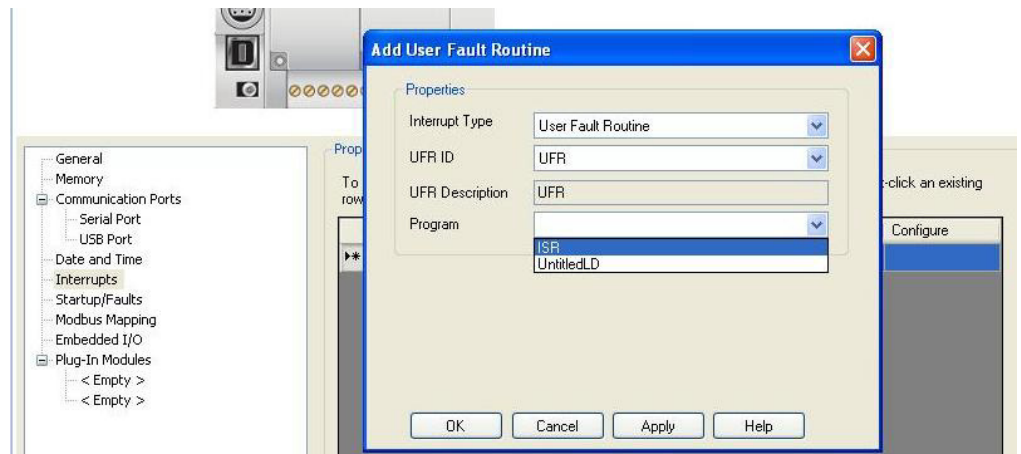 Add User Fault Routine
Properties
Interrupt Type User Fault Routine
UFR ID UFR
UFR Description UFR
Program
ISR
UntitledLD
OK Cancel Apply Help
General
Memory
Communication Ports
Serial Port
USB Port
Date and Time
Interrupts
Startup/Faults
Modbus Mapping
Embedded I/O
Plug-In Modules
< Empty >
< Empty >
Prop
To
row
-click an existing
Configure